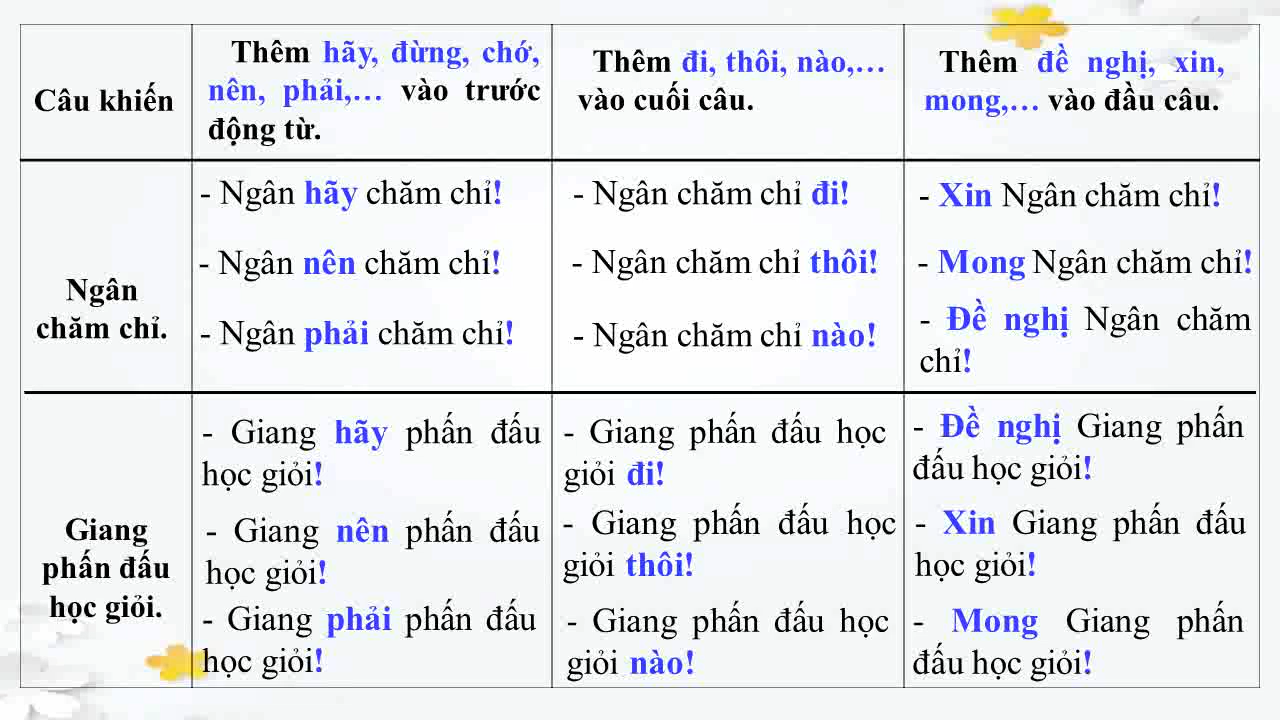 Câu khiến
Thêm hãy, đừng, chớ,
nên, phải,… vào trước
động từ.
Thêm đi, thôi, nào,…
vào cuối câu.
Thêm đề nghị, xin,
mong,… vào đầu câu.
Ngân
chăm chỉ.
- Ngân hãy chăm chỉ!
- Ngân nên chăm chỉ!
- Ngân phải chăm chỉ!
- Ngân chăm chỉ đi!
- Ngân chăm chỉ thôi!
- Ngân chăm chỉ nào!
- Xin Ngân chăm chỉ!
- Mong Ngân chăm chỉ!
- Đề nghị Ngân chăm
chỉ!
Giang
phấn đấu
học giỏi.
- Giang hãy phấn đấu
học giỏi!
- Giang nên phấn đấu
học giỏi!
- Giang phải phấn đấu
học giỏi!
- Giang phấn đấu học
giỏi đi!
- Giang phấn đấu học
giỏi thôi!
- Giang phấn đấu học
giỏi nào!
- Đề nghị Giang phấn
đấu học giỏi!
- Xin Giang phấn đấu
học giỏi!
- Mong Giang phấn
đấu học giỏi!